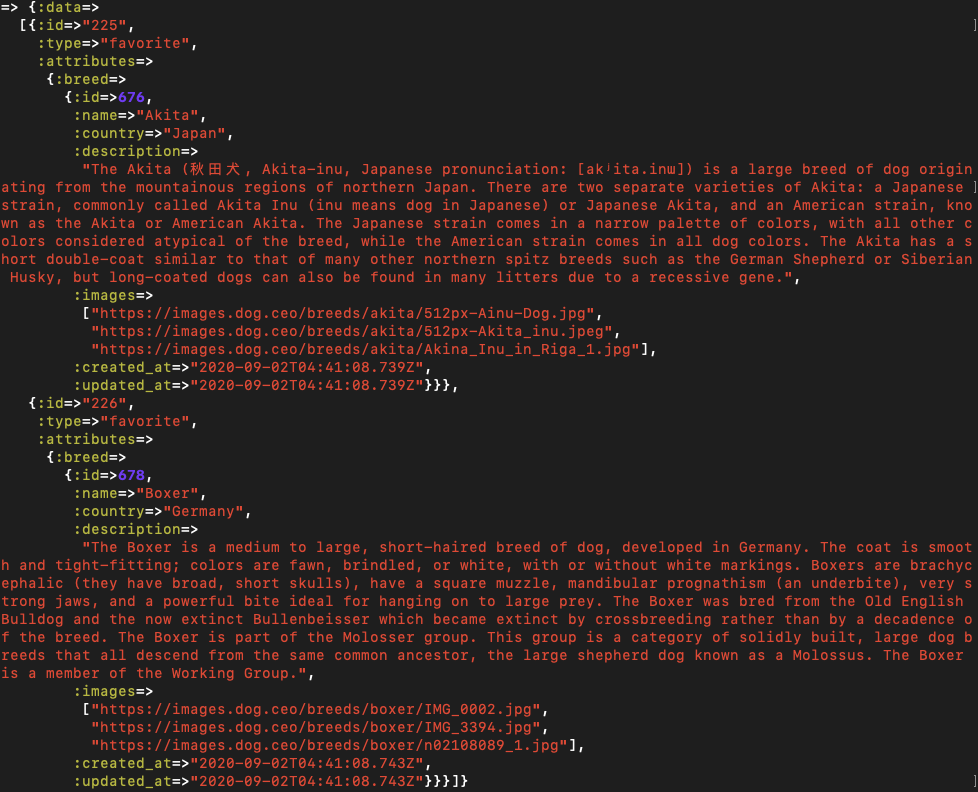 => {:data=>
  [{:id=>"225",
    :type=>"favorite",
    :attributes=>
     {:breed=>
       {:id=>676,
        :name=>"Akita",
        :country=>"Japan",
        :description=>
         "The Akita (秋田犬, Akita-inu, Japanese pronunciation: [akʲita.inɯ]) is a large breed of dog origin
ating from the mountainous regions of northern Japan. There are two separate varieties of Akita: a Japanese
strain, commonly called Akita Inu (inu means dog in Japanese) or Japanese Akita, and an American strain, kno
wn as the Akita or American Akita. The Japanese strain comes in a narrow palette of colors, with all other c
olors considered atypical of the breed, while the American strain comes in all dog colors. The Akita has a s
hort double-coat similar to that of many other northern spitz breeds such as the German Shepherd or Siberian
 Husky, but long-coated dogs can also be found in many litters due to a recessive gene.",
        :images=>
         ["https://images.dog.ceo/breeds/akita/512px-Ainu-Dog.jpg",
          "https://images.dog.ceo/breeds/akita/512px-Akita_inu.jpeg",
          "https://images.dog.ceo/breeds/akita/Akina_Inu_in_Riga_1.jpg"],
        :created_at=>"2020-09-02T04:41:08.739Z",
        :updated_at=>"2020-09-02T04:41:08.739Z"}}},
   {:id=>"226",
    :type=>"favorite",
    :attributes=>
     {:breed=>
       {:id=>678,
        :name=>"Boxer",
        :country=>"Germany",
        :description=>
         "The Boxer is a medium to large, short-haired breed of dog, developed in Germany. The coat is smoot
h and tight-fitting; colors are fawn, brindled, or white, with or without white markings. Boxers are brachyc
ephalic (they have broad, short skulls), have a square muzzle, mandibular prognathism (an underbite), very s
trong jaws, and a powerful bite ideal for hanging on to large prey. The Boxer was bred from the Old English
Bulldog and the now extinct Bullenbeisser which became extinct by crossbreeding rather than by a decadence o
f the breed. The Boxer is part of the Molosser group. This group is a category of solidly built, large dog b
reeds that all descend from the same common ancestor, the large shepherd dog known as a Molossus. The Boxer
is a member of the Working Group.",
        :images=>
         ["https://images.dog.ceo/breeds/boxer/IMG_0002.jpg",
          "https://images.dog.ceo/breeds/boxer/IMG_3394.jpg",
          "https://images.dog.ceo/breeds/boxer/n02108089_1.jpg"],
        :created_at=>"2020-09-02T04:41:08.743Z",
        :updated_at=>"2020-09-02T04:41:08.743Z"}}}]}